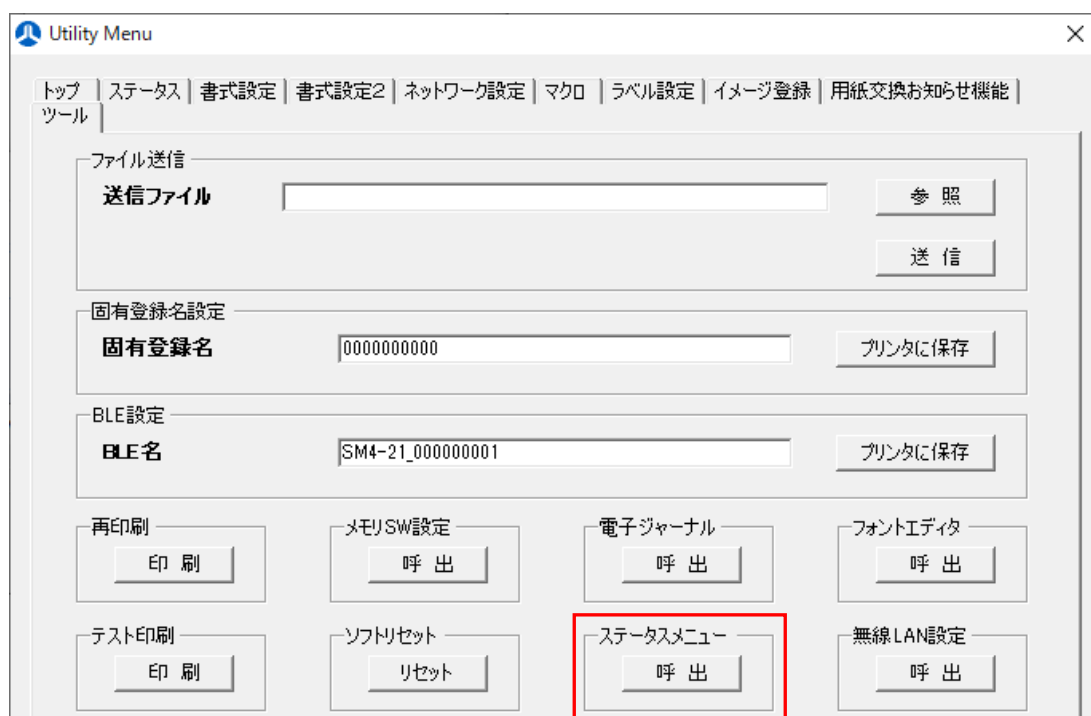 Utility Menu
トップ ステータス 書式設定 書式設定2 ネットワーク設定 マクロ ラベル設定 イメージ登録 用紙交換お知らせ機能
ツール
ファイル送信
送信ファイル 参 照
送 信
固有登録名設定
固有登録名 0000000000 プリンタに保存
BLE設定
BLE名 SM4-21_000000001 プリンタに保存
再印刷 メモリSW設定 電子ジャーナル フォントエディタ
印 刷 呼 出 呼 出 呼 出
テスト印刷 ソフトリセット ステータスメニュー 無線LAN設定
印 刷 リセット 呼 出 呼 出